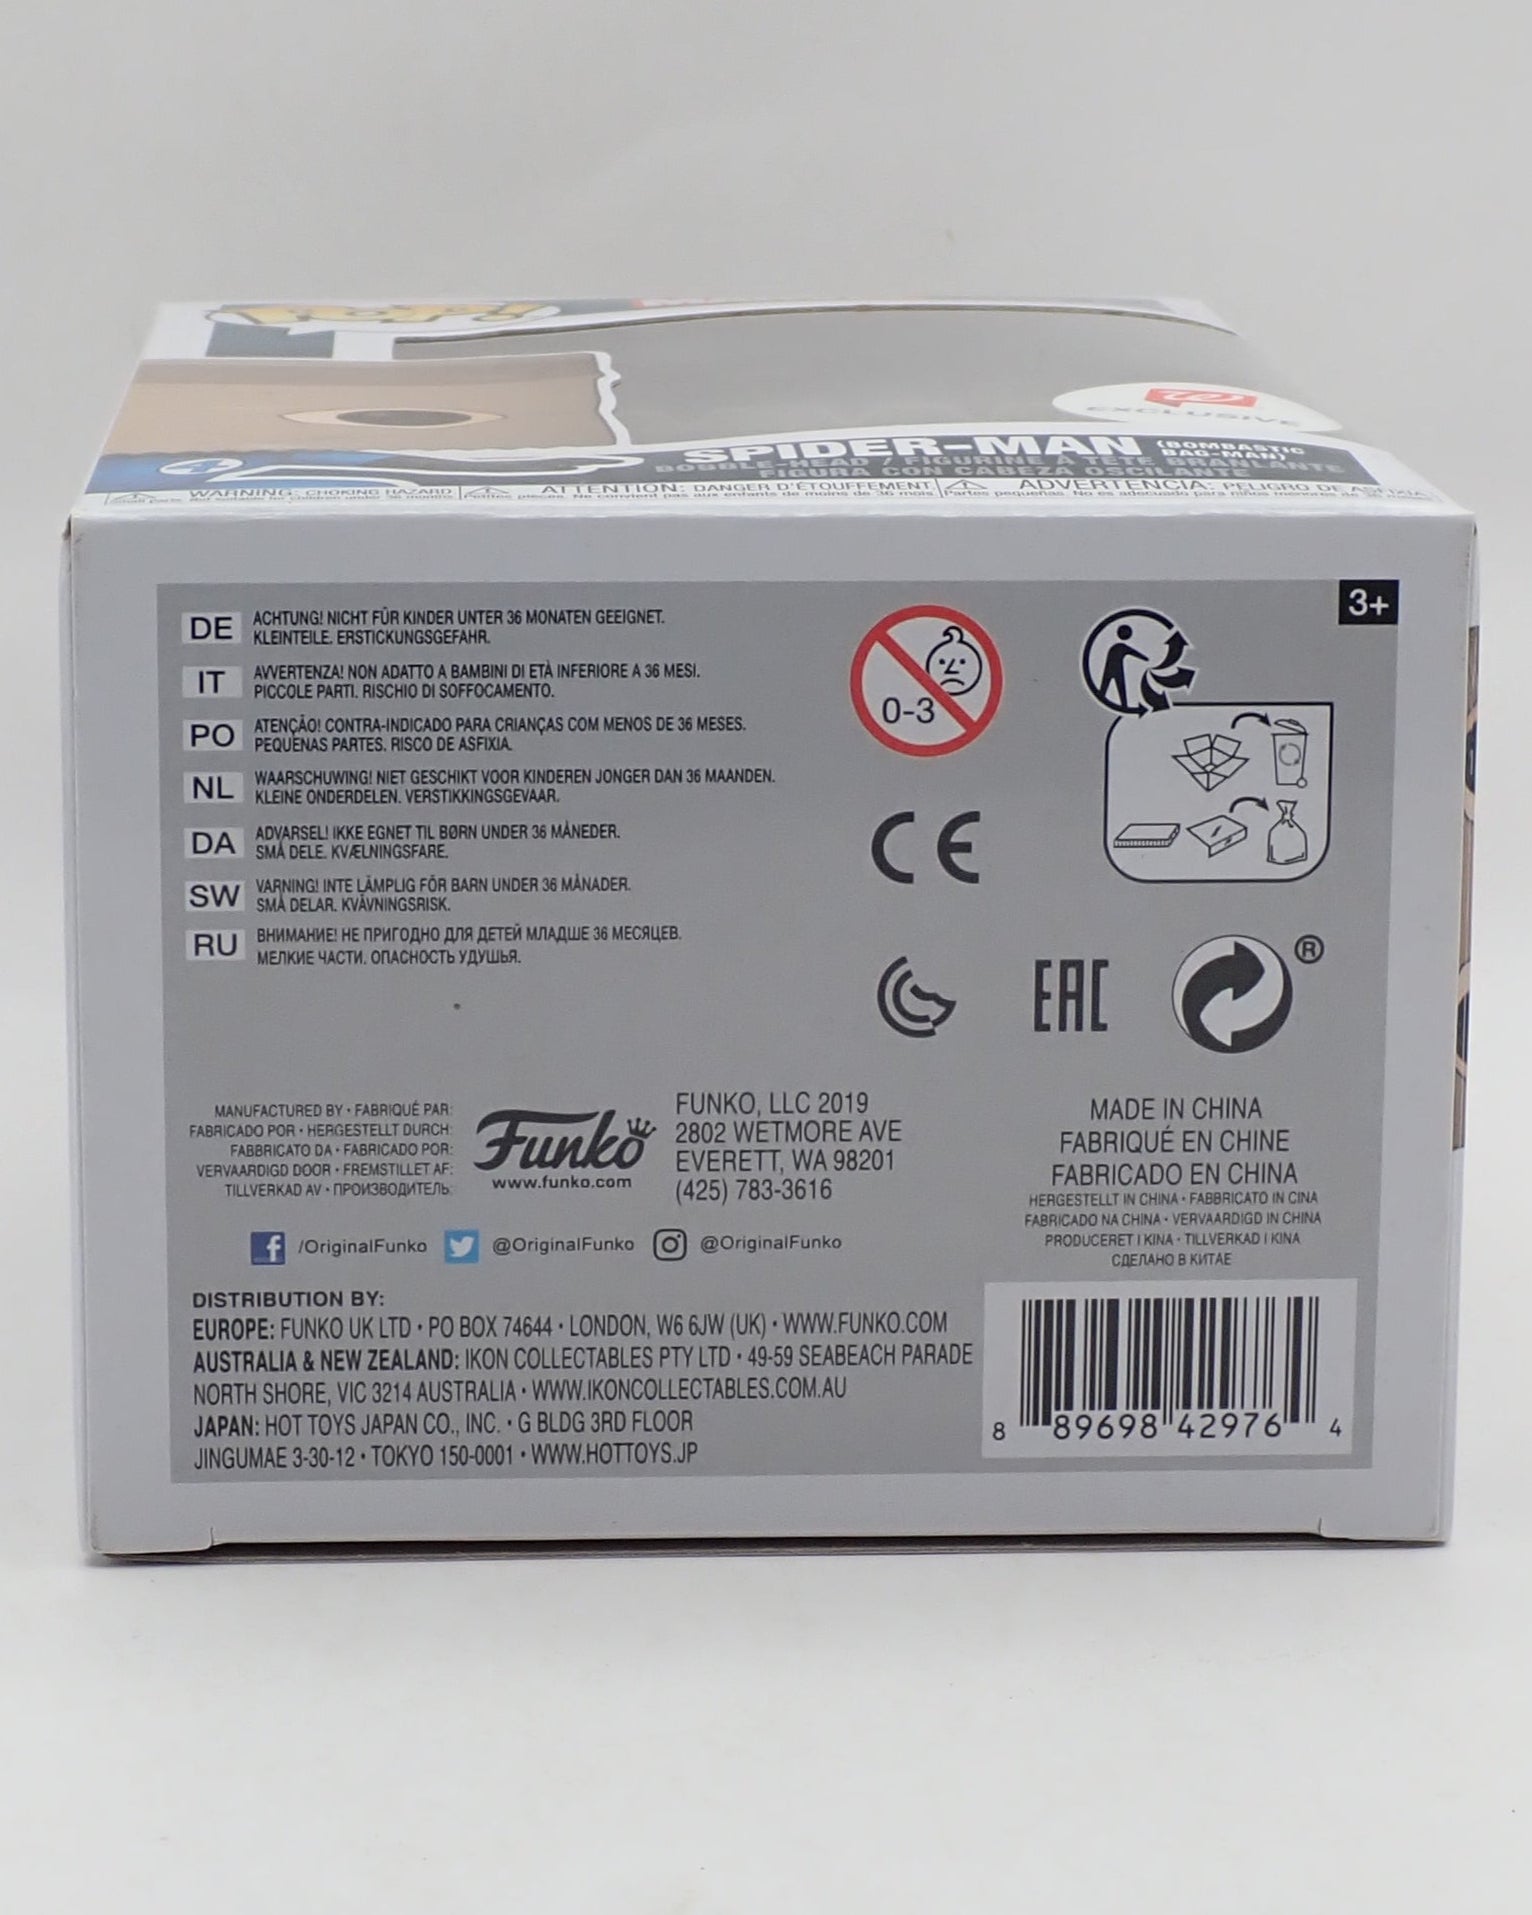 POP!
EXCLUSIVE
SPIDER-MAN (BOMBASTIC BAG-MAN)
BOBBLE-HEAD / FIGURINE À TÊTE BRANLANTE
FIGURA CON CABEZA OSCILANTE
WARNING: CHOKING HAZARD
ATTENTION: DANGER D'ÉTOUFFEMENT
ADVERTENCIA: PELIGRO DE ASFIXIA
3+
DE ACHTUNG! NICHT FÜR KINDER UNTER 36 MONATEN GEEIGNET.
KLEINTEILE. ERSTICKUNGSGEFAHR.
IT AVVERTENZA! NON ADATTO A BAMBINI DI ETÀ INFERIORE A 36 MESI.
PICCOLE PARTI. RISCHIO DI SOFFOCAMENTO.
PO ATENÇÃO! CONTRA-INDICADO PARA CRIANÇAS COM MENOS DE 36 MESES.
PEQUENAS PARTES. RISCO DE ASFIXIA.
NL WAARSCHUWING! NIET GESCHIKT VOOR KINDEREN JONGER DAN 36 MAANDEN.
KLEINE ONDERDELEN. VERSTIKKINGSGEVAAR.
DA ADVARSEL! IKKE EGNET TIL BØRN UNDER 36 MÅNEDER.
SMÅ DELE. KVÆLNINGSFARE.
SW VARNING! INTE LÄMPLIG FÖR BARN UNDER 36 MÅNADER.
SMÅ DELAR. KVÄVNINGSRISK.
RU ВНИМАНИЕ! НЕ ПРИГОДНО ДЛЯ ДЕТЕЙ МЛАДШЕ 36 МЕСЯЦЕВ.
МЕЛКИЕ ЧАСТИ. ОПАСНОСТЬ УДУШЬЯ.
0-3
CE
EAC
®
MANUFACTURED BY • FABRIQUÉ PAR:
FABRICADO POR • HERGESTELLT DURCH:
FABBRICATO DA • FABRICADO POR:
VERVAARDIGD DOOR • FREMSTILLET AF:
TILLVERKAD AV • ПРОИЗВОДИТЕЛЬ:
Funko
www.funko.com
FUNKO, LLC 2019
2802 WETMORE AVE
EVERETT, WA 98201
(425) 783-3616
MADE IN CHINA
FABRIQUÉ EN CHINE
FABRICADO EN CHINA
HERGESTELLT IN CHINA • FABBRICATO IN CINA
FABRICADO NA CHINA • VERVAARDIGD IN CHINA
PRODUCERET I KINA • TILLVERKAD I KINA
СДЕЛАНО В КИТАЕ
f /OriginalFunko @OriginalFunko @OriginalFunko
DISTRIBUTION BY:
EUROPE: FUNKO UK LTD • PO BOX 74644 • LONDON, W6 6JW (UK) • WWW.FUNKO.COM
AUSTRALIA & NEW ZEALAND: IKON COLLECTABLES PTY LTD • 49-59 SEABEACH PARADE
NORTH SHORE, VIC 3214 AUSTRALIA • WWW.IKONCOLLECTABLES.COM.AU
JAPAN: HOT TOYS JAPAN CO., INC. • G BLDG 3RD FLOOR
JINGUMAE 3-30-12 • TOKYO 150-0001 • WWW.HOTTOYS.JP
8 89698 42976 4